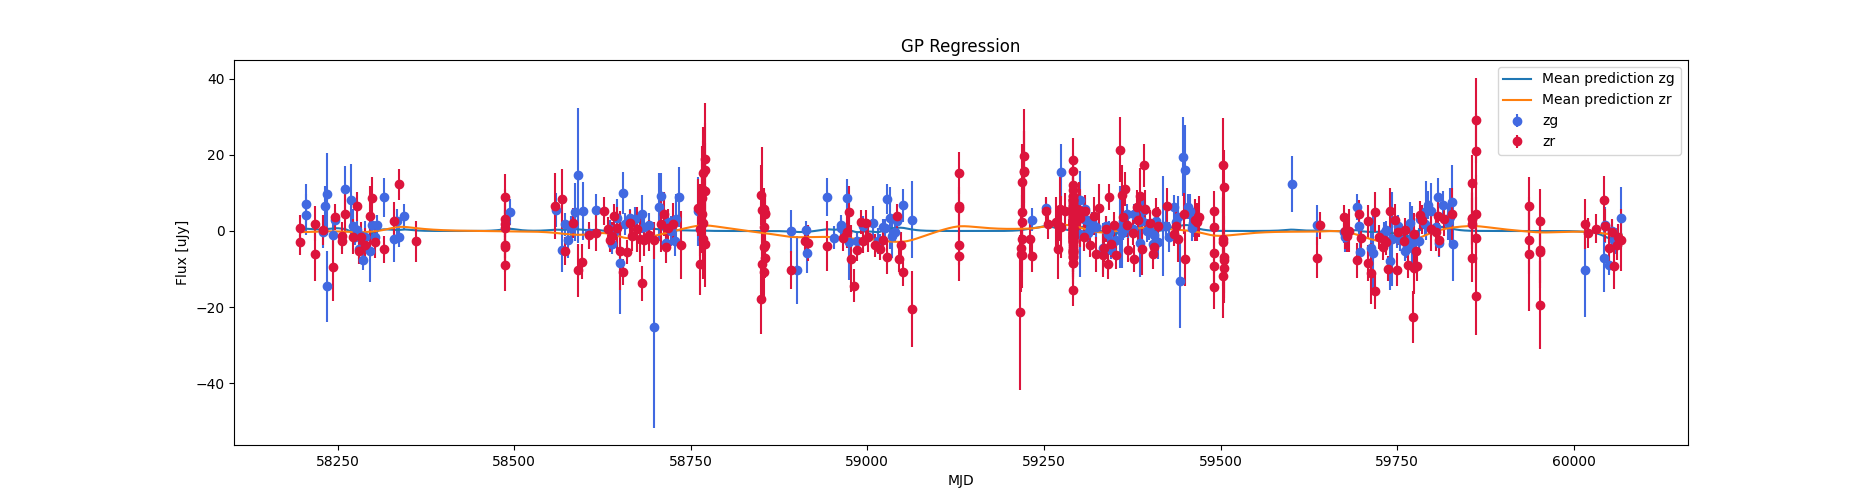 GP Regression
Flux [uJy]
40
20
0
−20
−40
Mean prediction zg
Mean prediction zr
zg
zr
58250 58500 58750 59000 59250 59500 59750 60000
MJD